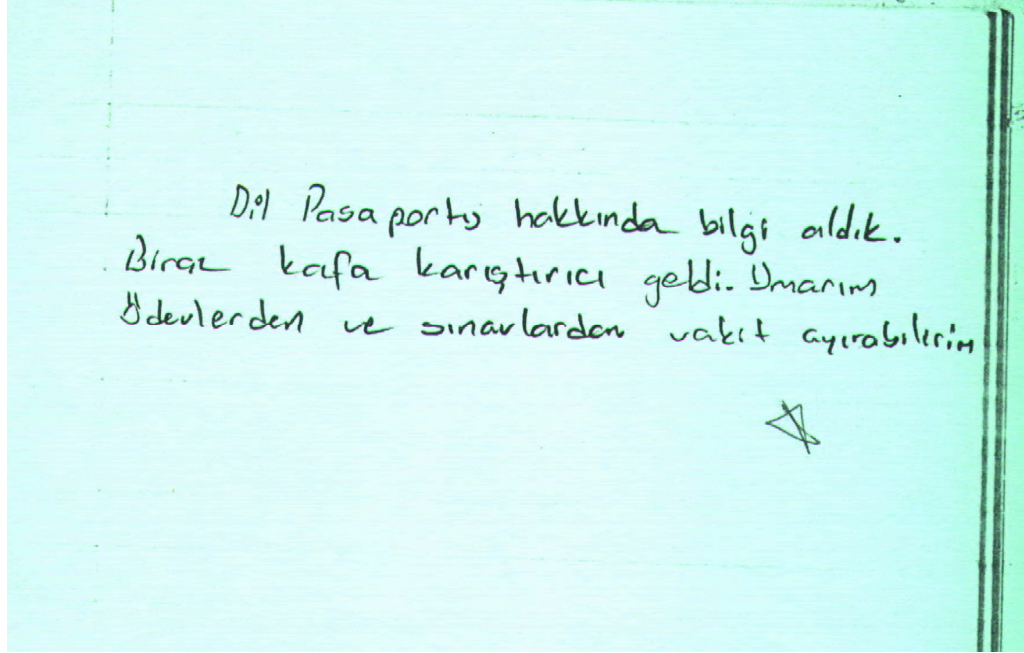 Dil Pasaportu hakkında bilgi aldık.
Biraz kafa karıştırıcı geldi. Umarım
Ödevlerden ve sınavlardan vakit ayırabilirim